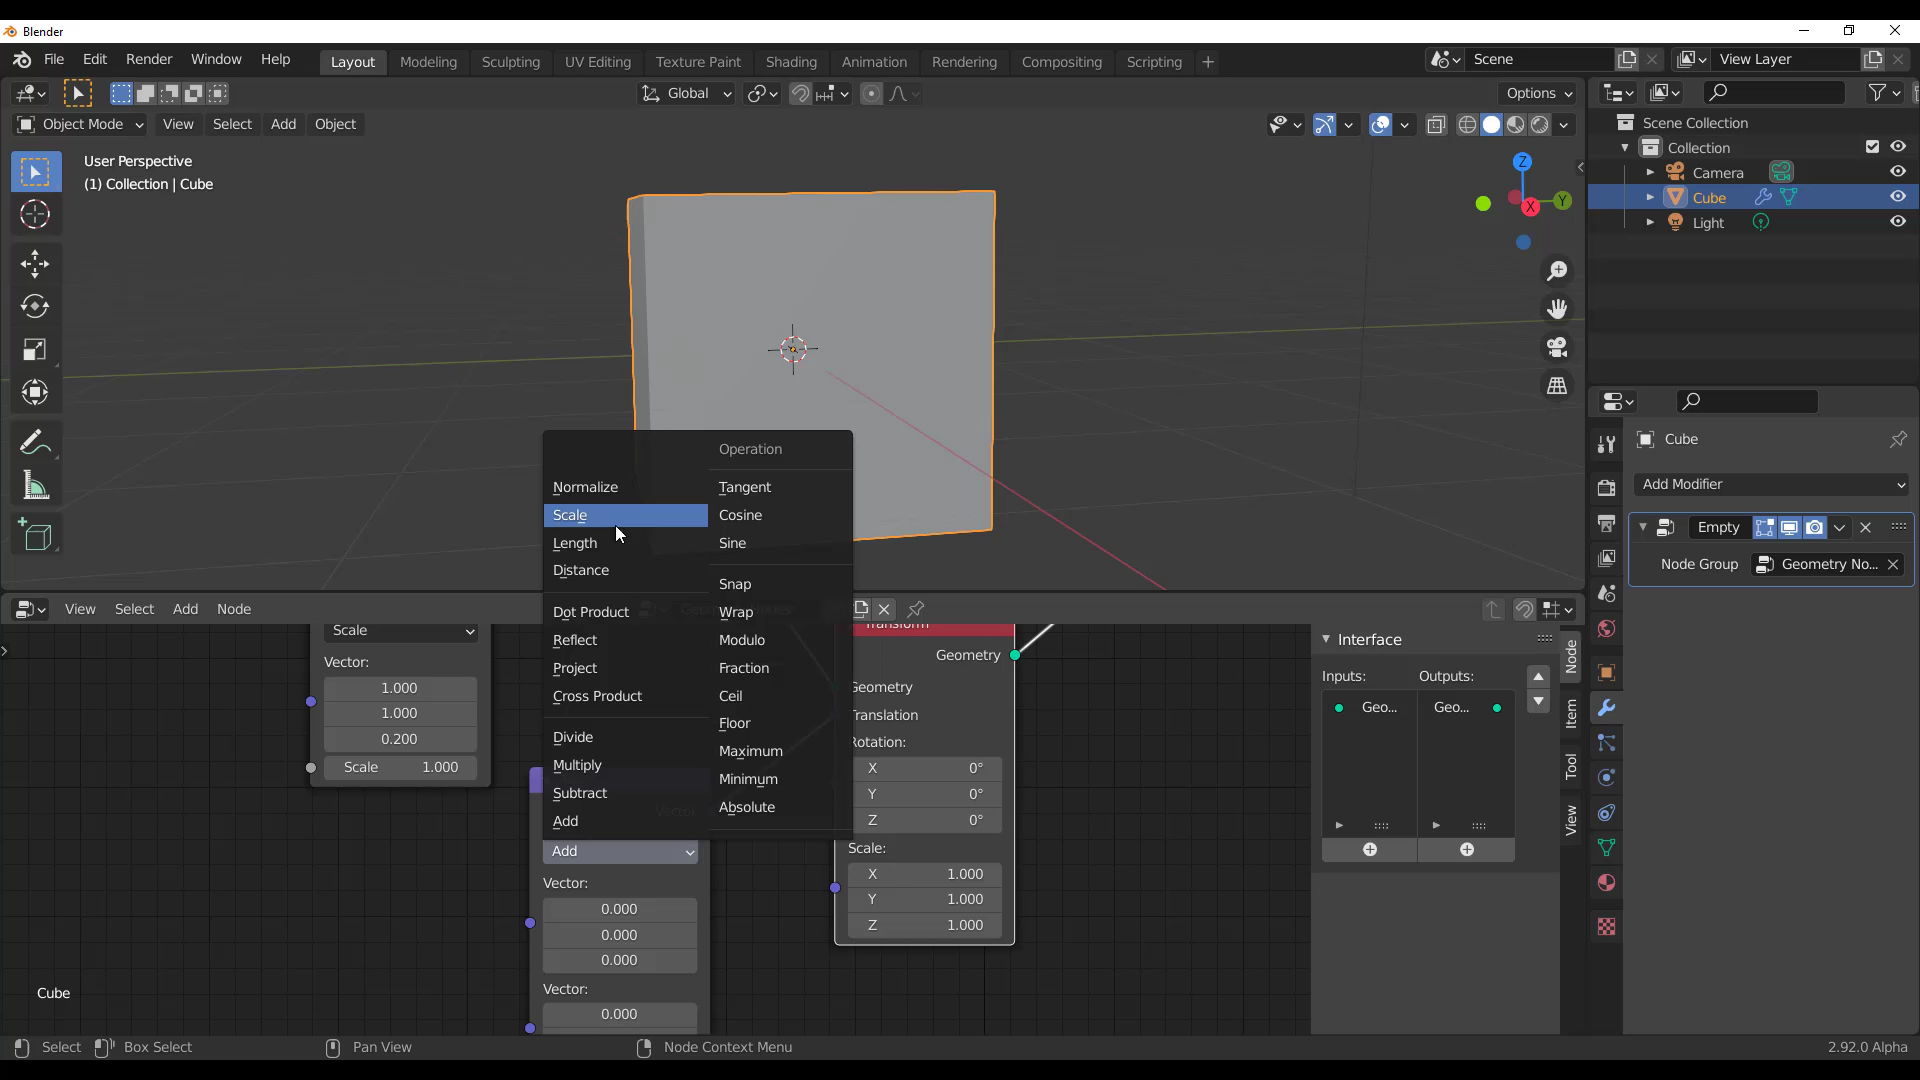 Blender
File Edit Render Window Help Layout Modeling Sculpting UV Editing Texture Paint Shading Animation Rendering Compositing Scripting + Scene View Layer
Global Options
Object Mode View Select Add Object
User Perspective
(1) Collection | Cube
Z
Y
X
Scene Collection
Collection
Camera
Cube
Light
Cube
Add Modifier
Empty
Node Group Geometry No...
Operation
Normalize Tangent
Scale Cosine
Length Sine
Distance Snap
Dot Product Wrap
Reflect Modulo
Project Fraction
Cross Product Ceil
Floor
Divide Maximum
Multiply Minimum
Subtract Absolute
Add
View Select Add Node
Scale
Vector:
1.000
1.000
0.200
Scale 1.000
Add
Vector:
0.000
0.000
0.000
Vector:
0.000
Transform
Geometry
Geometry
Translation
Rotation:
X 0°
Y 0°
Z 0°
Scale:
X 1.000
Y 1.000
Z 1.000
Interface
Inputs: Outputs:
Geo... Geo...
Node
Item
Tool
View
Cube
Select Box Select Pan View Node Context Menu 2.92.0 Alpha